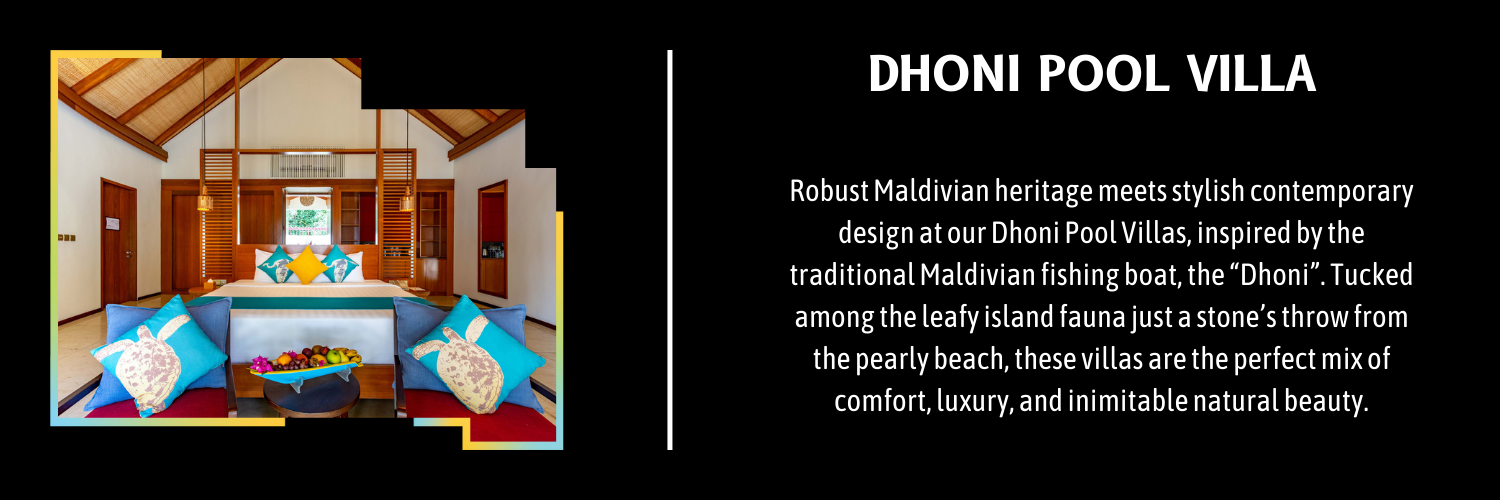 DHONI POOL VILLA
Robust Maldivian heritage meets stylish contemporary
design at our Dhoni Pool Villas, inspired by the
traditional Maldivian fishing boat, the “Dhoni”. Tucked
among the leafy island fauna just a stone’s throw from
the pearly beach, these villas are the perfect mix of
comfort, luxury, and inimitable natural beauty.